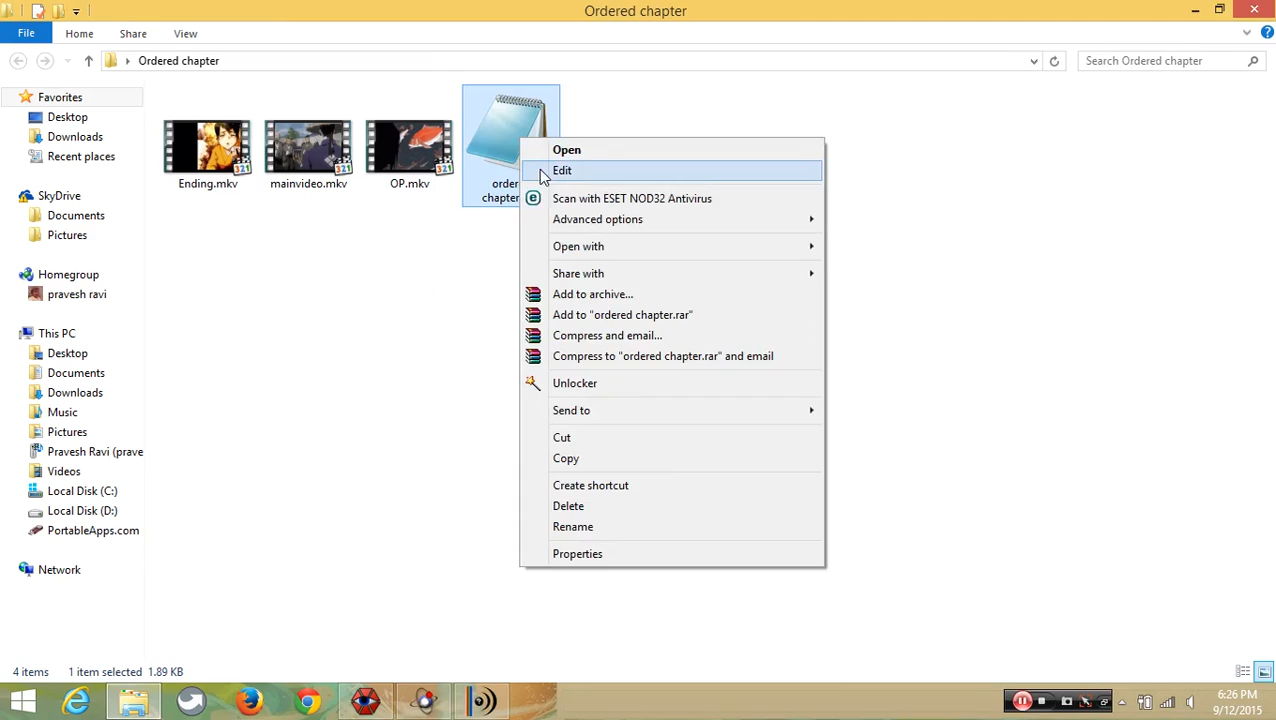 Ordered chapter
File
Home
Share
View
Ordered chapter
Search Ordered chapter
Favorites
Desktop
Downloads
Recent places
SkyDrive
Documents
Pictures
Homegroup
pravesh ravi
This PC
Desktop
Documents
Downloads
Music
Pictures
Pravesh Ravi (prave
Videos
Local Disk (C:)
Local Disk (D:)
PortableApps.com
Network
Ending.mkv
mainvideo.mkv
OP.mkv
order
chapter
Open
Edit
Scan with ESET NOD32 Antivirus
Advanced options
Open with
Share with
Add to archive...
Add to "ordered chapter.rar"
Compress and email...
Compress to "ordered chapter.rar" and email
Unlocker
Send to
Cut
Copy
Create shortcut
Delete
Rename
Properties
4 items
1 item selected 1.89 KB
6:26 PM
9/12/2015